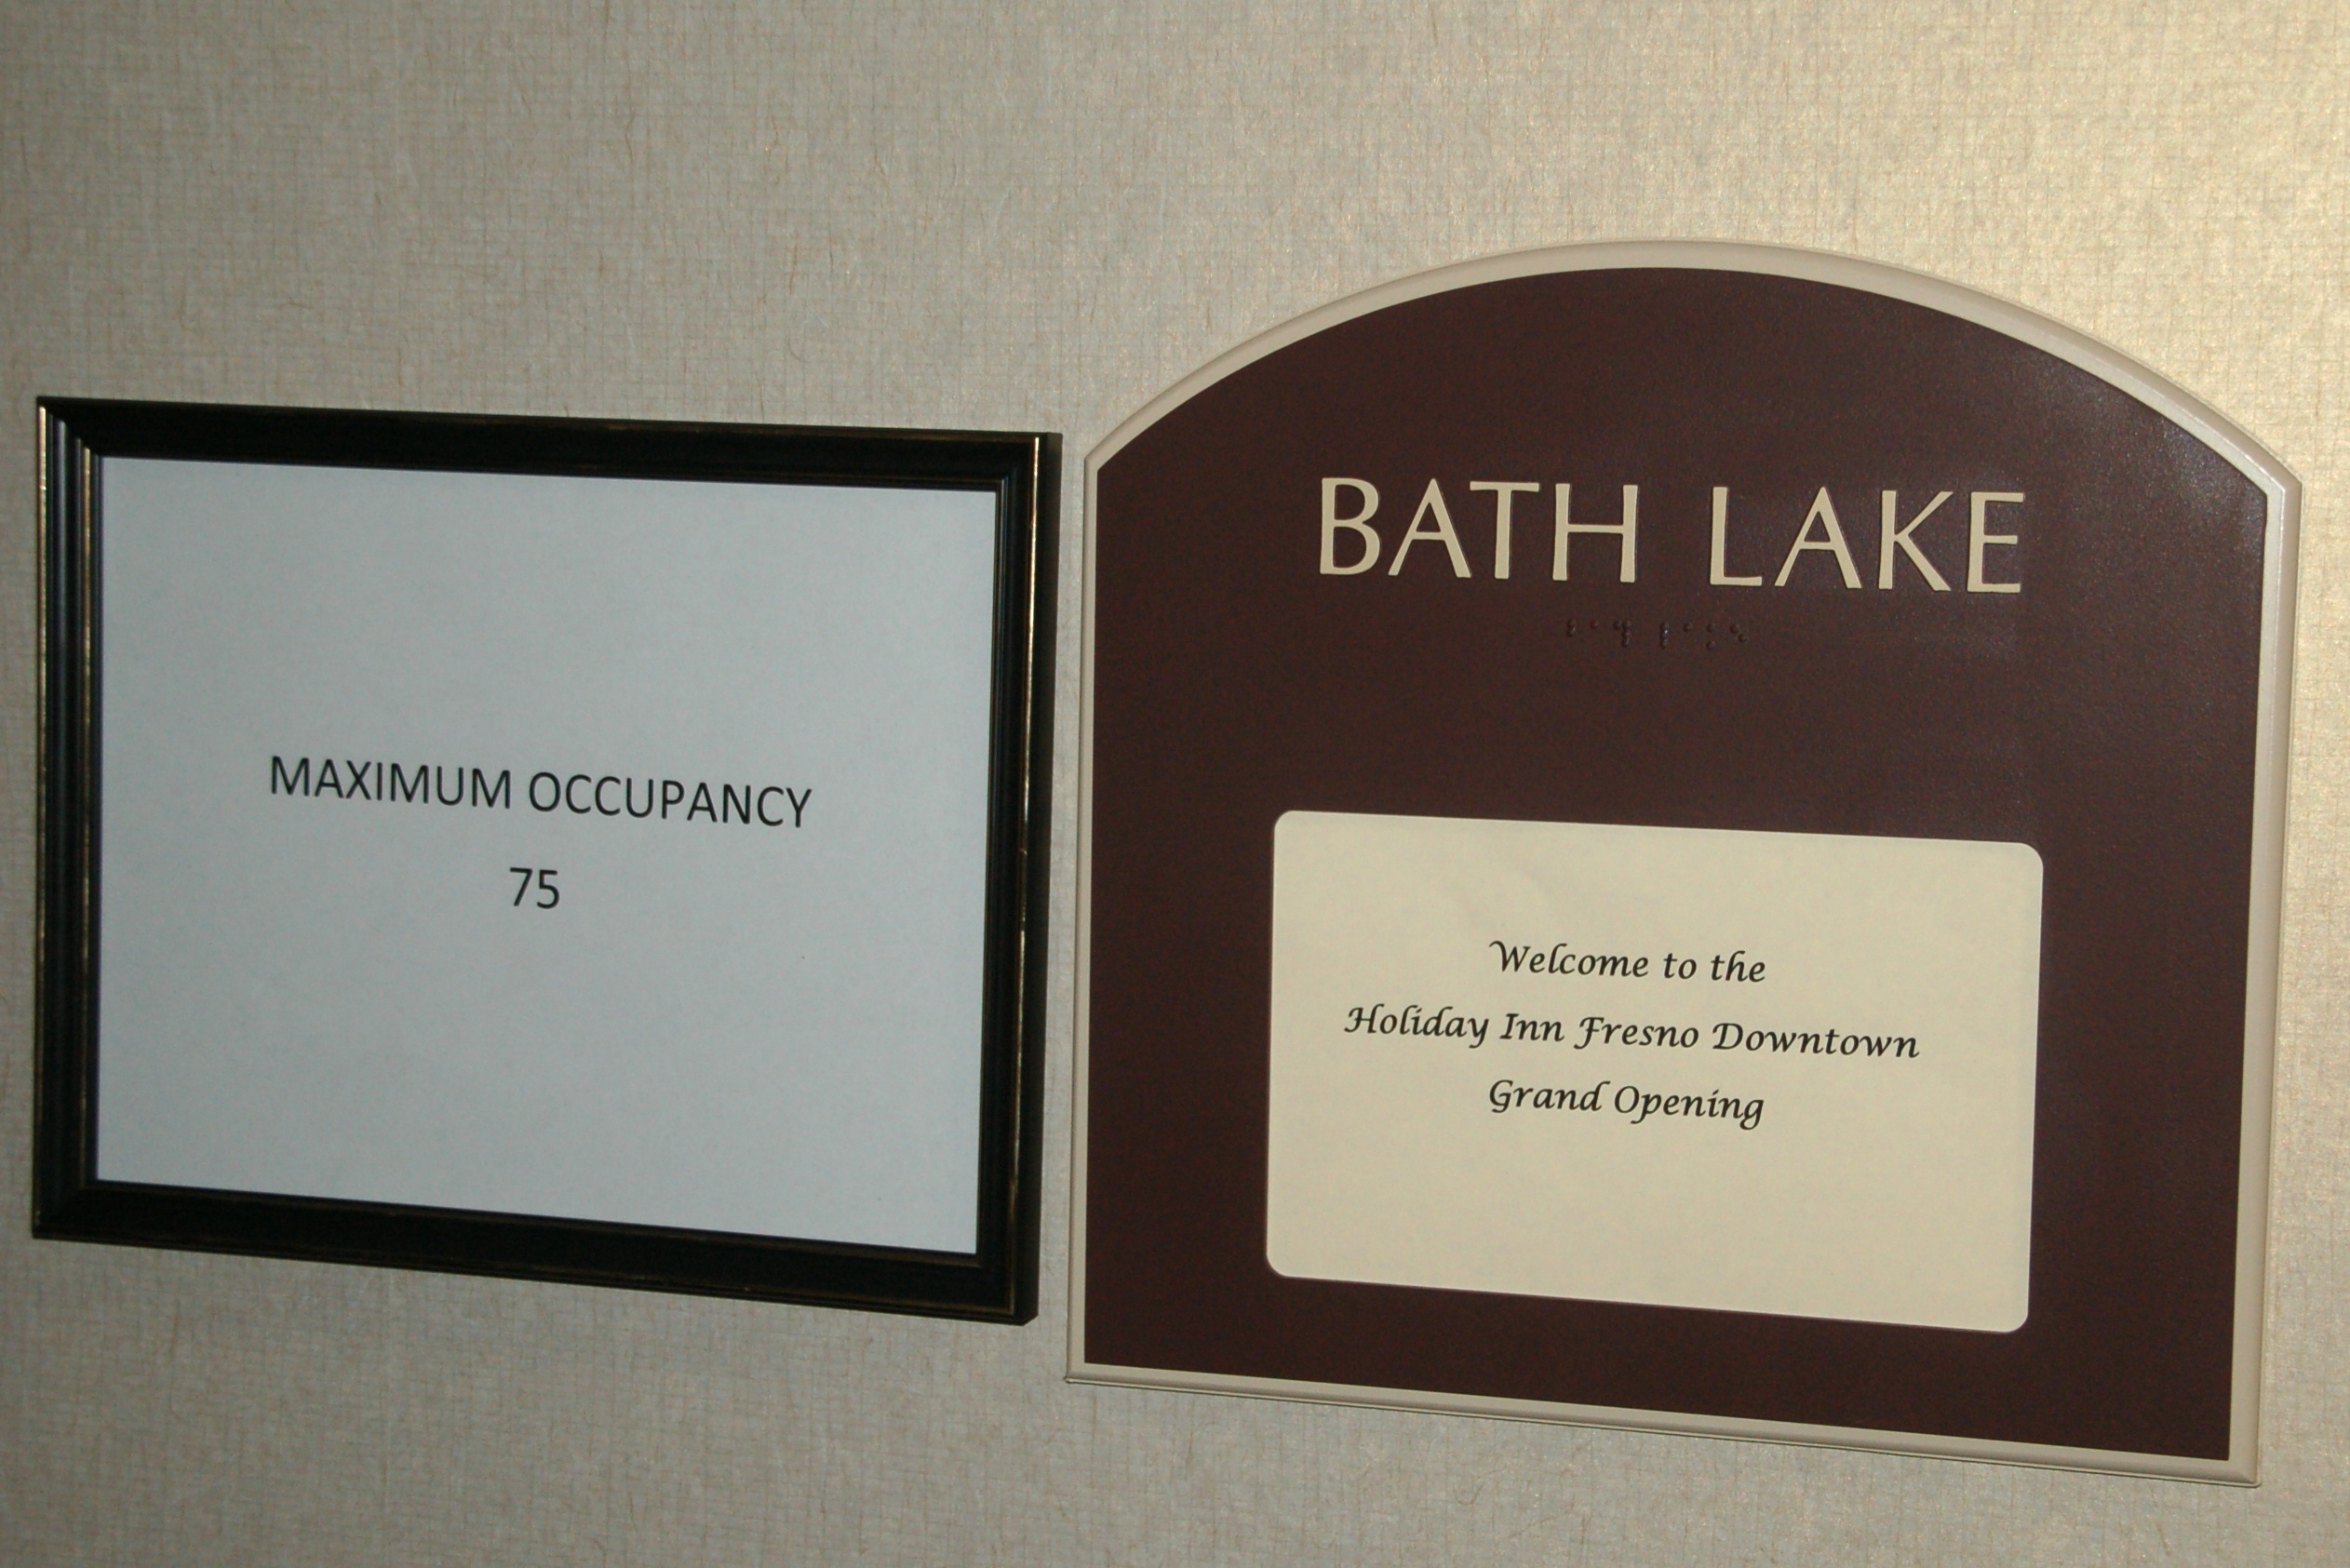 MAXIMUM OCCUPANCY
75
BATH LAKE
Welcome to the
Holiday Inn Fresno Downtown
Grand Opening